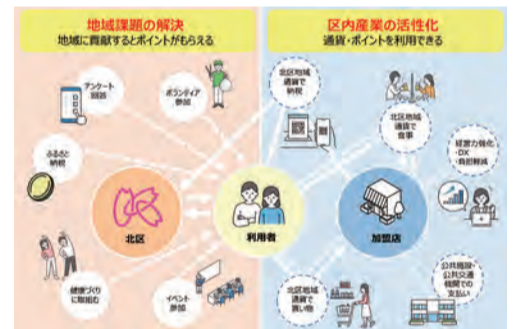 地域課題の解決
地域に貢献するとポイントがもらえる
区内産業の活性化
通貨・ポイントを利用できる
アンケート
回答
ボランティア
参加
北区地域
通貨で
納税
北区地域
通貨で
食事
経営力強化
・DX
・負担軽減
ふるさと
納税
北区
利用者
加盟店
健康づくり
に取組む
イベント
参加
北区地域
通貨で
買い物
公共施設・
公共交通
機関での
支払い